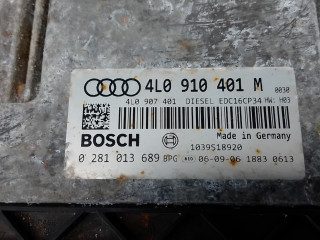 4L0 910 401 M 0030
4L0 907 401 DIESEL EDC16CP34 HW: H03
BOSCH Made in Germany
1039S18920
0 281 013 689 BPG 06-09-06 1883 0613